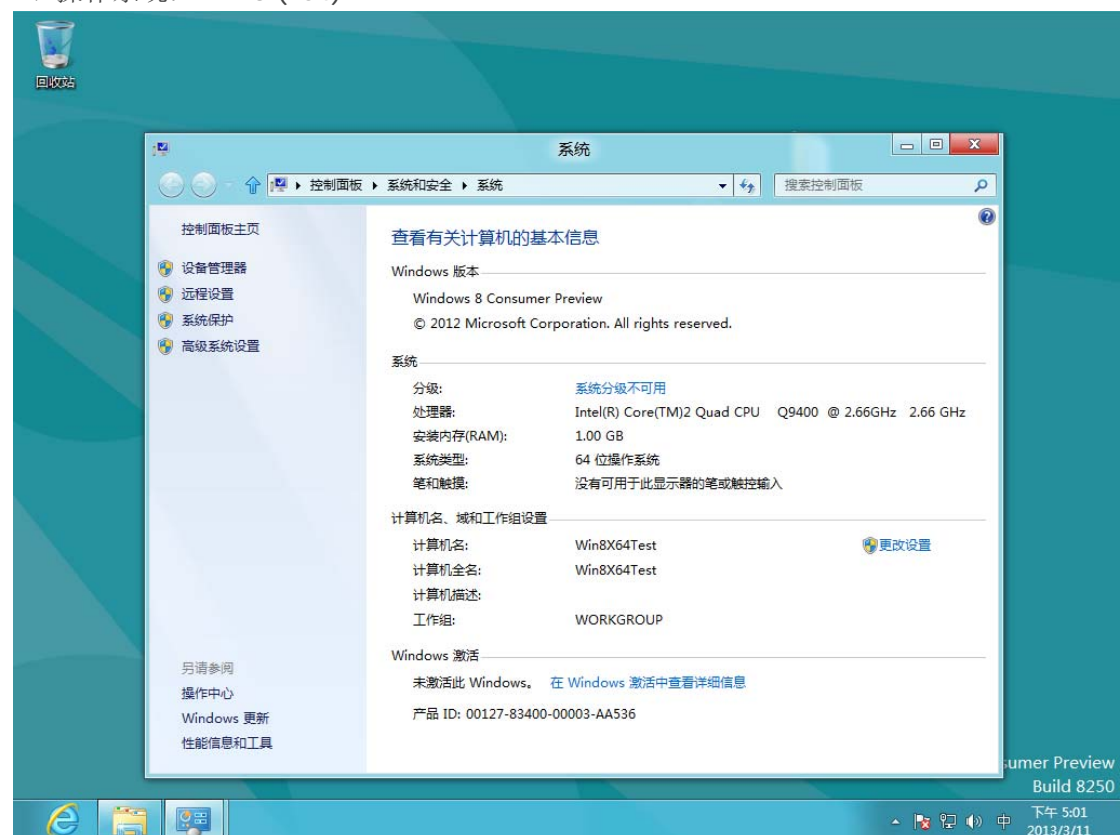 回收站
系统
控制面板 系统和安全 系统
搜索控制面板
控制面板主页
设备管理器
远程设置
系统保护
高级系统设置
查看有关计算机的基本信息
Windows 版本
Windows 8 Consumer Preview
© 2012 Microsoft Corporation. All rights reserved.
系统
分级: 系统分级不可用
处理器: Intel(R) Core(TM)2 Quad CPU Q9400 @ 2.66GHz 2.66 GHz
安装内存(RAM): 1.00 GB
系统类型: 64 位操作系统
笔和触摸: 没有可用于此显示器的笔或触控输入
计算机名、域和工作组设置
计算机名: Win8X64Test 更改设置
计算机全名: Win8X64Test
计算机描述:
工作组: WORKGROUP
Windows 激活
未激活此 Windows。 在 Windows 激活中查看详细信息
产品 ID: 00127-83400-00003-AA536
另请参阅
操作中心
Windows 更新
性能信息和工具
sumer Preview
Build 8250
中 下午 5:01
2013/3/11